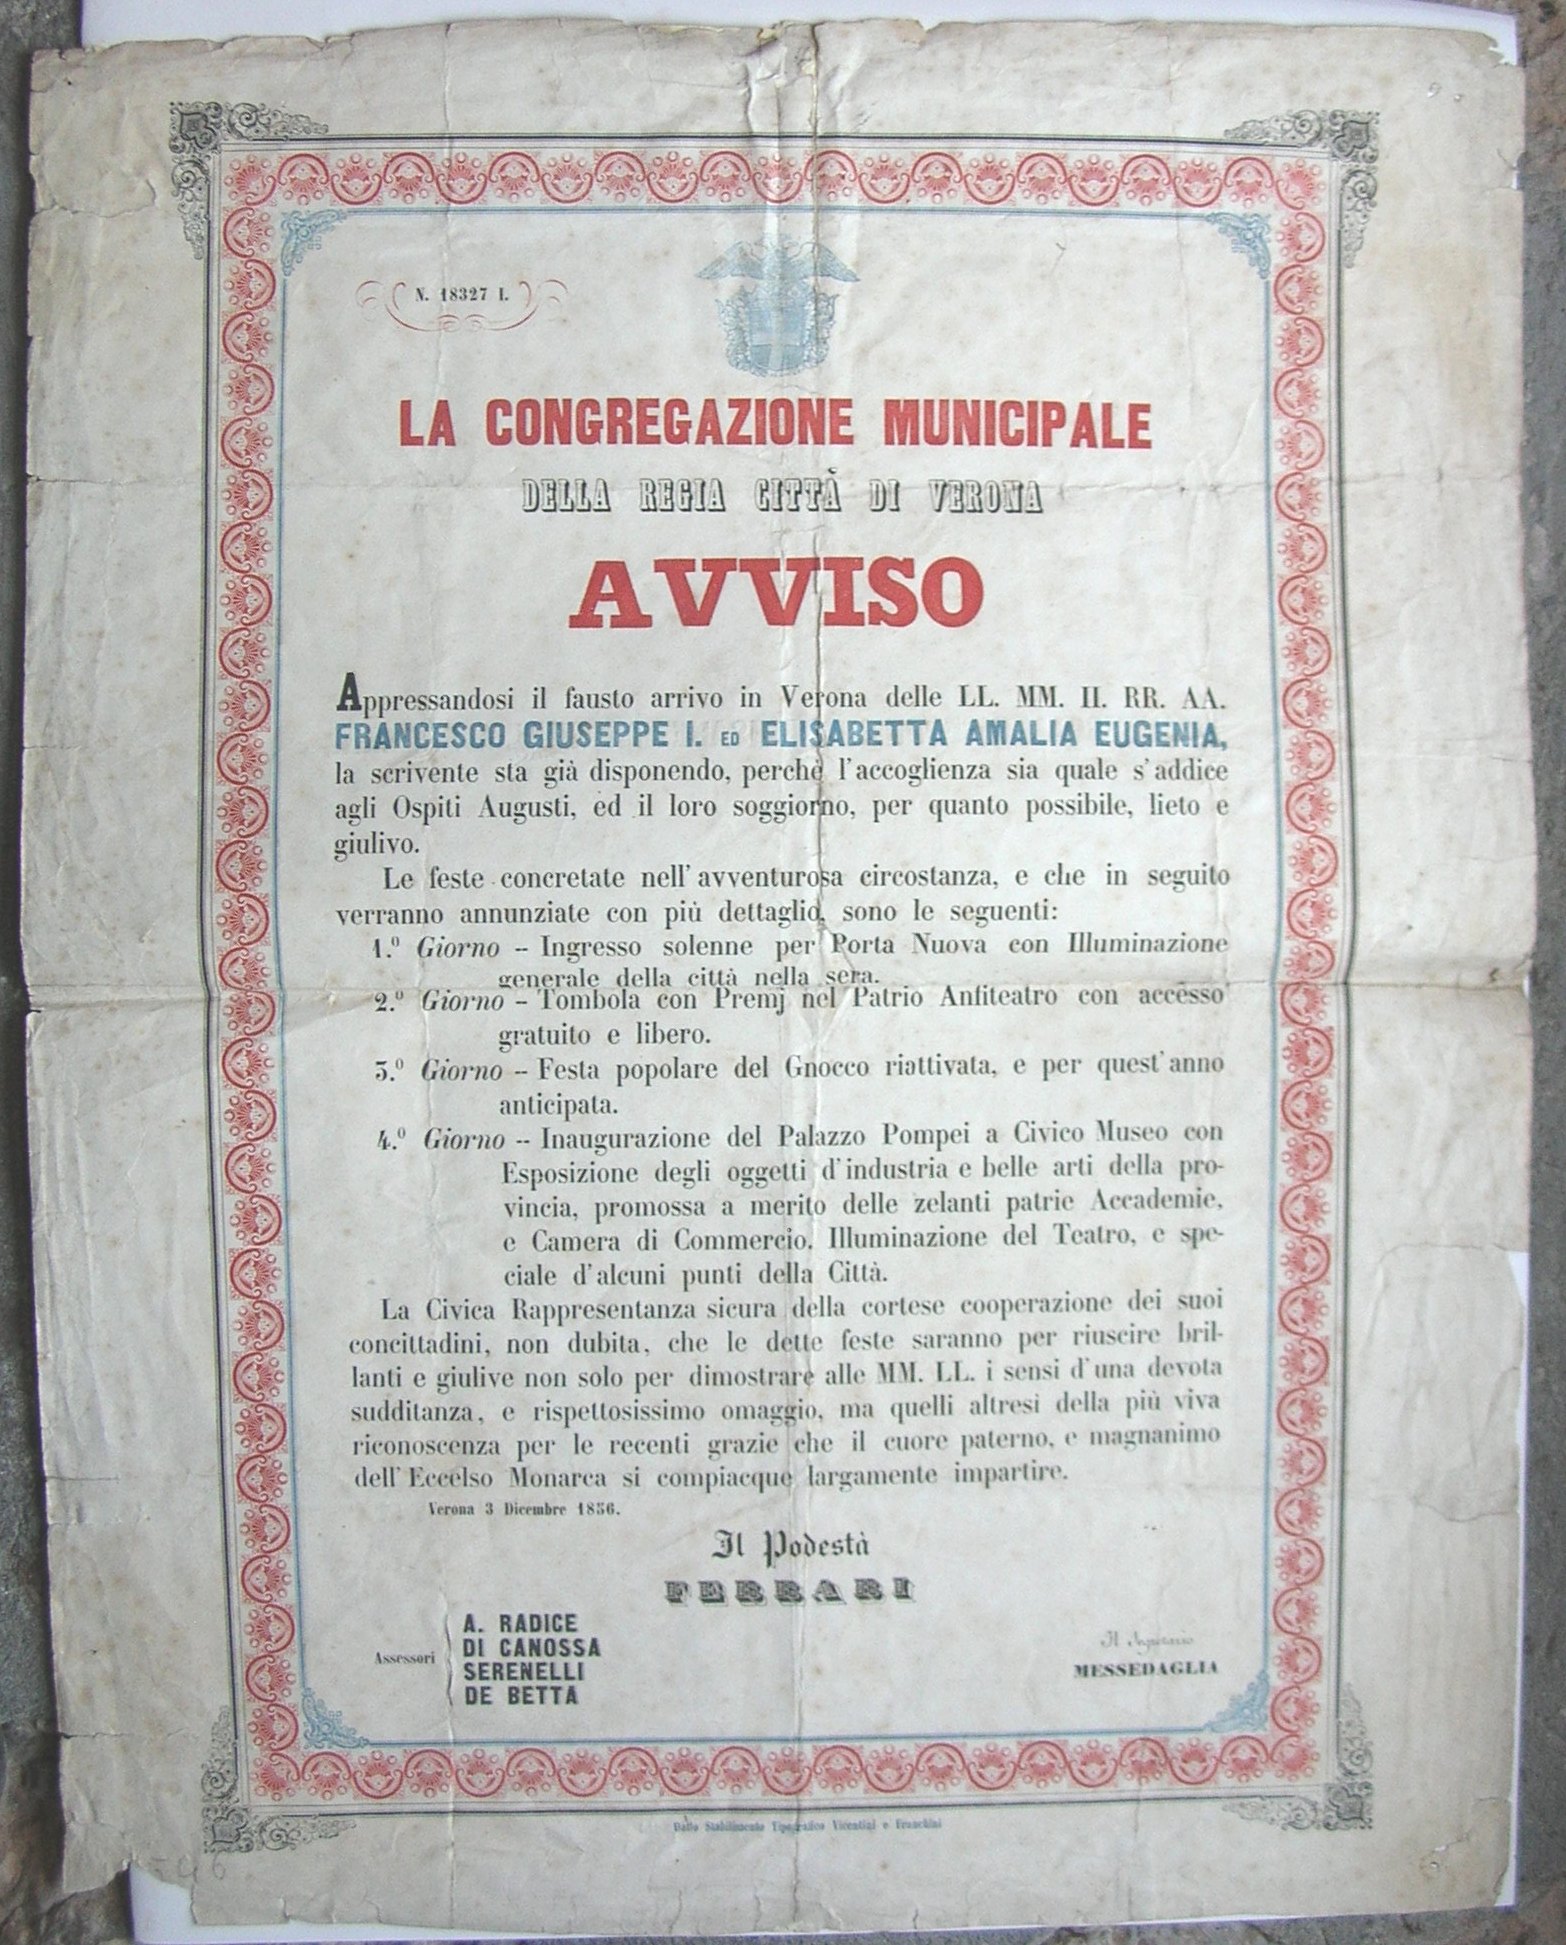 N. 18327 I.
LA CONGREGAZIONE MUNICIPALE
DELLA REGIA CITTÀ DI VERONA
AVVISO
Appressandosi il fausto arrivo in Verona delle LL. MM. II. RR. AA.
FRANCESCO GIUSEPPE I. ED ELISABETTA AMALIA EUGENIA,
la scrivente sta già disponendo, perchè l'accoglienza sia quale s'addice
agli Ospiti Augusti, ed il loro soggiorno, per quanto possibile, lieto e
giulivo.
Le feste concretate nell'avventurosa circostanza, e che in seguito
verranno annunziate con più dettaglio, sono le seguenti:
1.º Giorno – Ingresso solenne per Porta Nuova con Illuminazione
generale della città nella sera.
2.º Giorno – Tombola con Premj nel Patrio Anfiteatro con accesso
gratuito e libero.
3.º Giorno – Festa popolare del Gnocco riattivata, e per quest'anno
anticipata.
4.º Giorno – Inaugurazione del Palazzo Pompei a Civico Museo con
Esposizione degli oggetti d'industria e belle arti della pro-
vincia, promossa a merito delle zelanti patrie Accademie,
e Camera di Commercio. Illuminazione del Teatro, e spe-
ciale d'alcuni punti della Città.
La Civica Rappresentanza sicura della cortese cooperazione dei suoi
concittadini, non dubita, che le dette feste saranno per riuscire bril-
lanti e giulive non solo per dimostrare alle MM. LL. i sensi d'una devota
sudditanza, e rispettosissimo omaggio, ma quelli altresì della più viva
riconoscenza per le recenti grazie che il cuore paterno, e magnanimo
dell'Eccelso Monarca si compiacque largamente impartire.
Verona 3 Dicembre 1856.
Il Podestà
FERRARI
Assessori
A. RADICE
DI CANOSSA
SERENELLI
DE BETTA
Il Segretario
MESSEDAGLIA
Dallo Stabilimento Tipografico Vicentini e Franchini